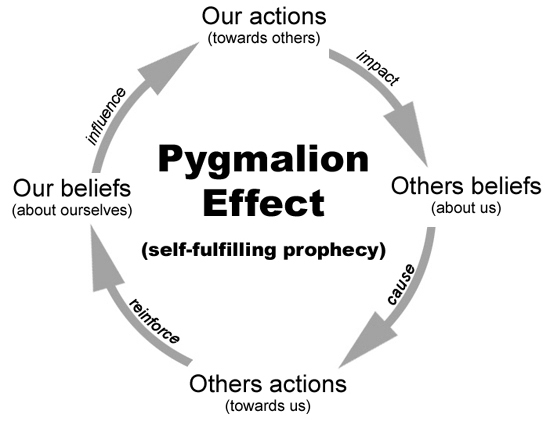 Our actions
(towards others)
impact
influence
Pygmalion
Effect
(self-fulfilling prophecy)
Our beliefs
(about ourselves)
Others beliefs
(about us)
cause
reinforce
Others actions
(towards us)